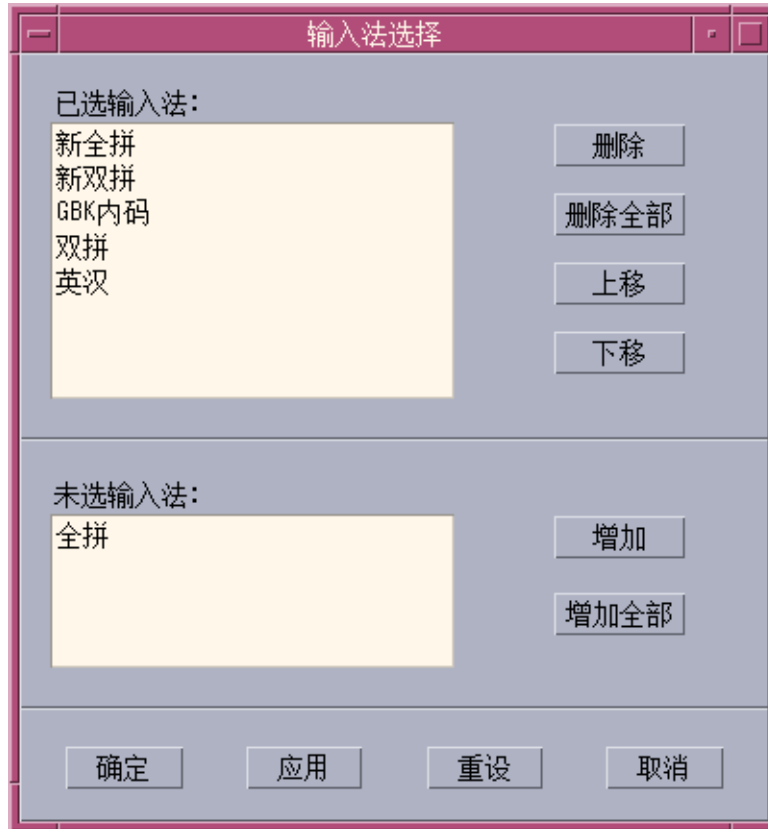 输入法选择
已选输入法：
新全拼
新双拼
GBK内码
双拼
英汉
删除
删除全部
上移
下移
未选输入法：
全拼
增加
增加全部
确定
应用
重设
取消